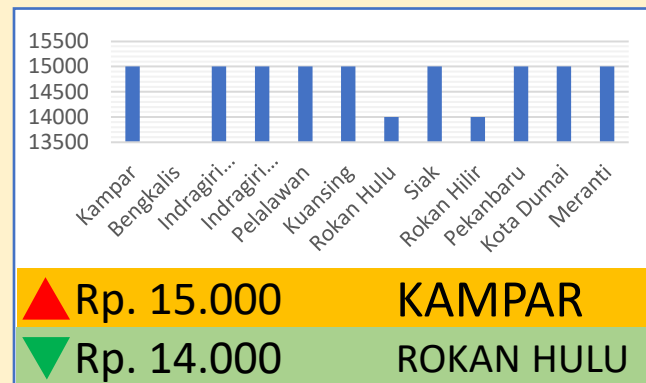 15500
15000
14500
14000
13500
Kampar
Bengkalis
Indragiri...
Indragiri...
Pelalawan
Kuansing
Rokan Hulu
Siak
Rokan Hilir
Pekanbaru
Kota Dumai
Meranti
Rp. 15.000 KAMPAR
Rp. 14.000 ROKAN HULU